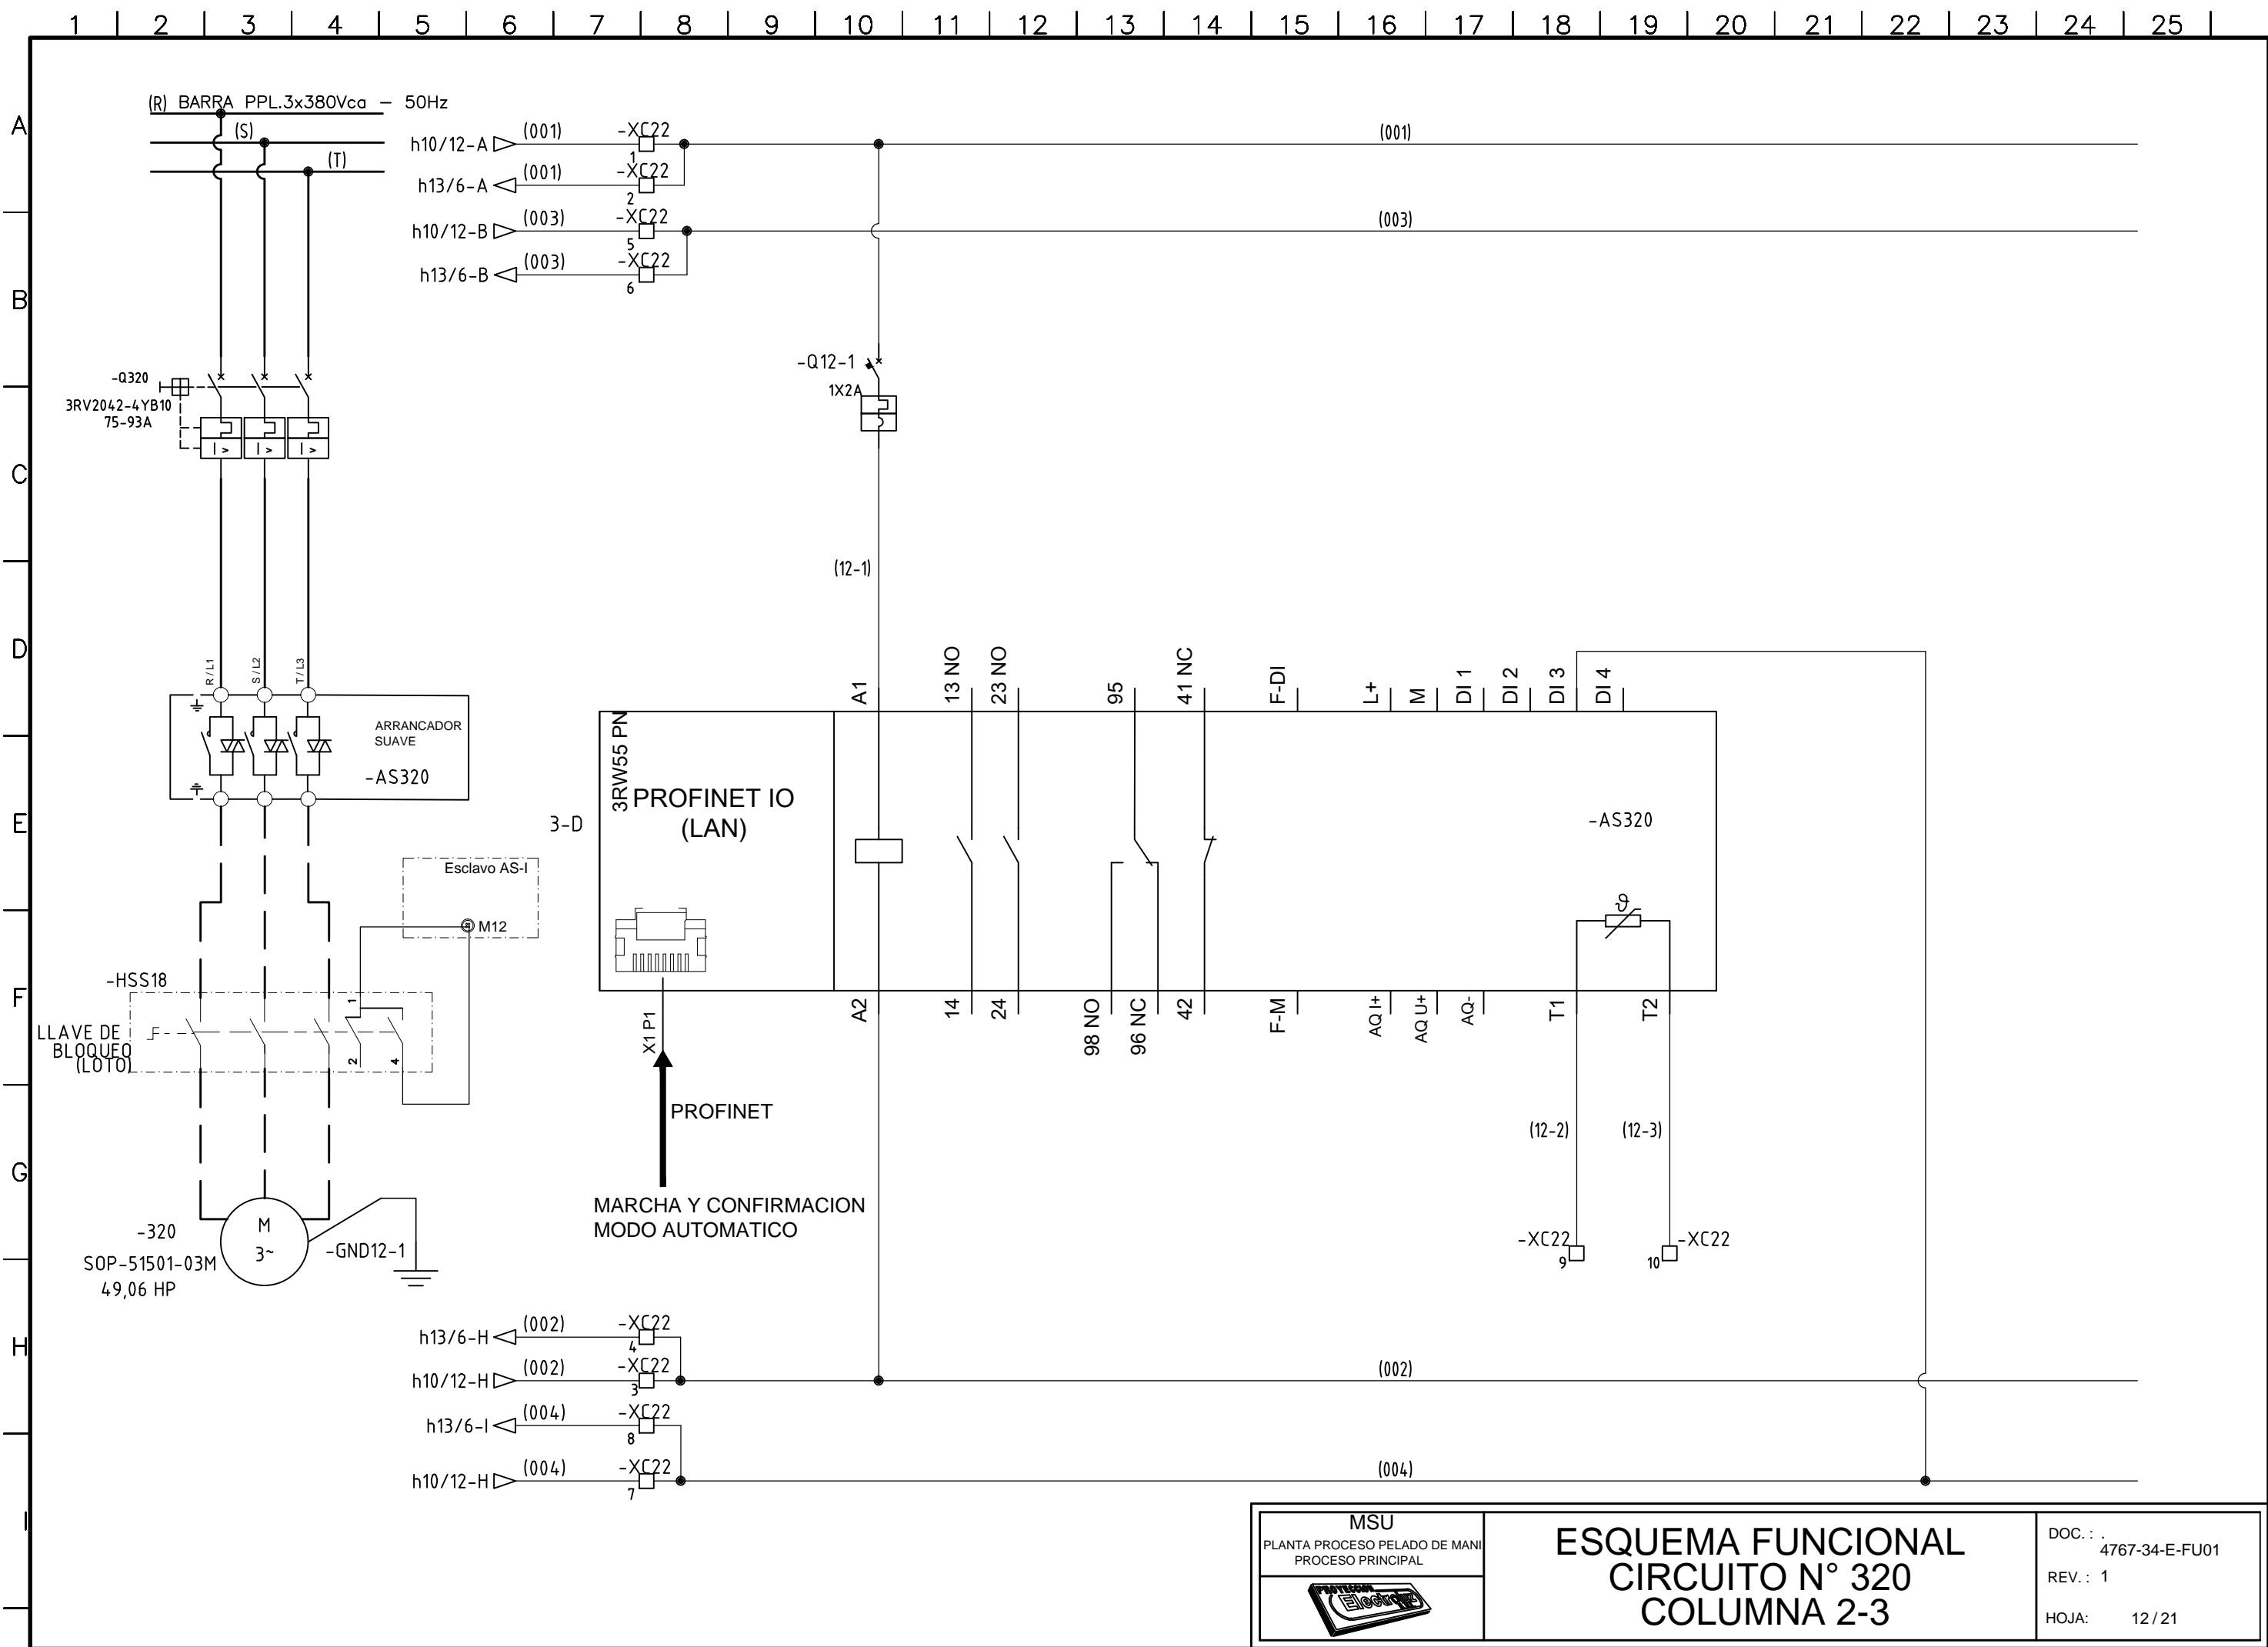 1 2 3 4 5 6 7 8 9 10 11 12 13 14 15 16 17 18 19 20 21 22 23 24 25
A
B
C
D
E
F
G
H
I
(R) BARRA PPL.3x380Vca - 50Hz
(S)
(T)
h10/12-A (001) -XC22 1 (001)
h13/6-A (001) -XC22 2
h10/12-B (003) -XC22 5 (003)
h13/6-B (003) -XC22 6
-Q12-1
1X2A
-Q320
3RV2042-4YB10
75-93A
I > I > I >
(12-1)
R/L1 S/L2 T/L3
ARRANCADOR
SUAVE
-AS320
3-D
3RW55 PN
PROFINET IO
(LAN)
A1 13 NO 23 NO 95 41 NC F-DI L+ M DI 1 DI 2 DI 3 DI 4
-AS320
ϑ
A2 14 24 98 NO 96 NC 42 F-M AQ I+ AQ U+ AQ- T1 T2
Esclavo AS-I
M12
-HSS18
LLAVE DE
BLOQUEO
(LOTO)
1
2 4
X1 P1
PROFINET
MARCHA Y CONFIRMACION
MODO AUTOMATICO
(12-2) (12-3)
-XC22 9
10 -XC22
M
3~
-320
SOP-51501-03M
49,06 HP
-GND12-1
h13/6-H (002) -XC22 4
h10/12-H (002) -XC22 3 (002)
h13/6-I (004) -XC22 8
h10/12-H (004) -XC22 7 (004)
MSU
PLANTA PROCESO PELADO DE MANI
PROCESO PRINCIPAL
PROYECCION
Electroluz
ESQUEMA FUNCIONAL
CIRCUITO N° 320
COLUMNA 2-3
DOC. : .
4767-34-E-FU01
REV. : 1
HOJA: 12 / 21